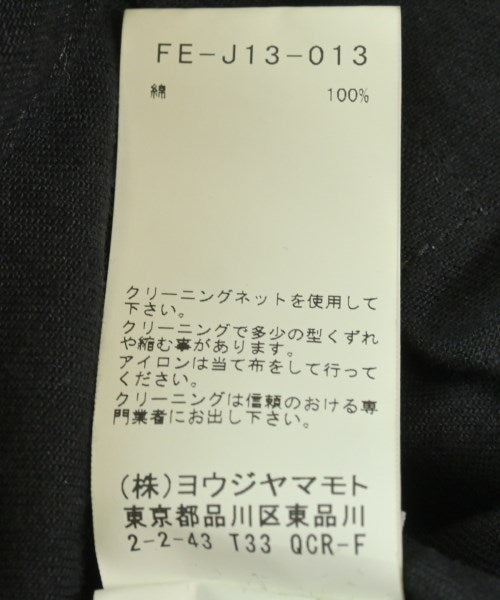 FE-J13-013
綿 100%
クリーニングネットを使用して
下さい。
クリーニングで多少の型くずれ
や縮む事があります。
アイロンは当て布をして行って
ください。
クリーニングは信頼のおける専
門業者にお出し下さい。
(株)ヨウジヤマモト
東京都品川区東品川
2-2-43 T33 QCR-F